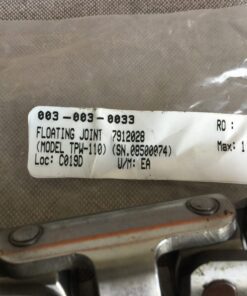 003-003-0033 RO :
FLOATING JOINT 7912028
(MODEL TPW-110) (SN,08500074) Max: 1
Loc: C019D U/M: EA